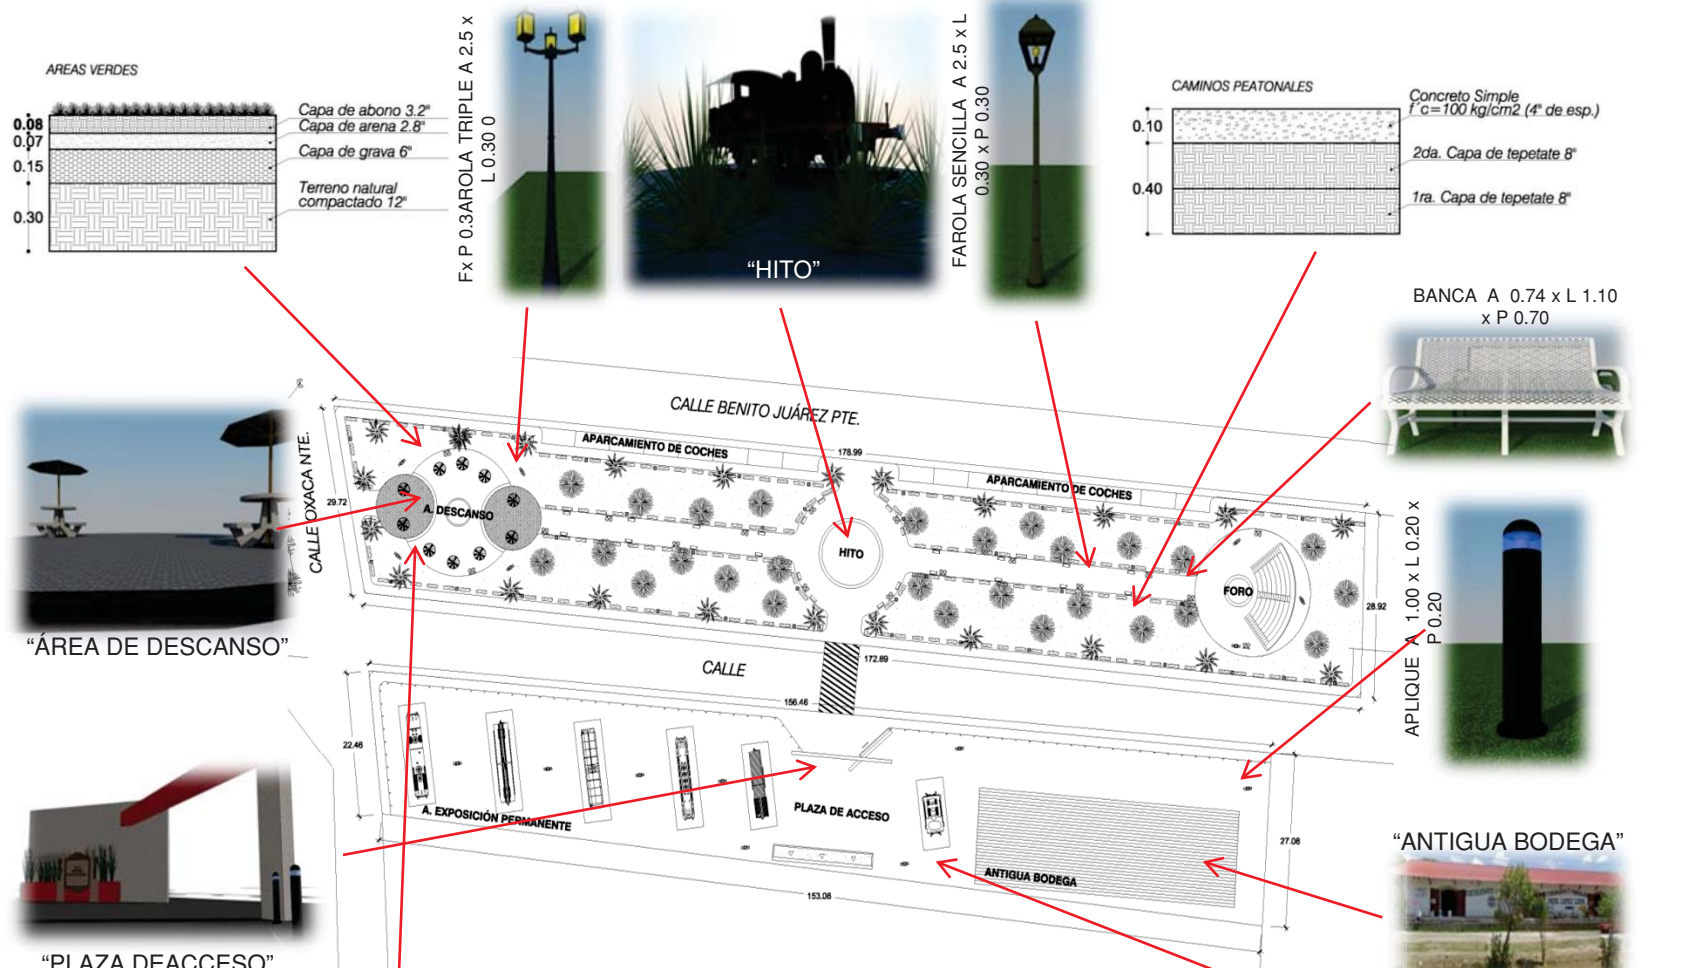 AREAS VERDES
0.08
0.07
0.15
0.30
Capa de abono 3.2"
Capa de arena 2.8"
Capa de grava 6"
Terreno natural
compactado 12"
Fx P 0.3AROLA TRIPLE A 2.5 x
L 0.30 0
“HITO”
FAROLA SENCILLA A 2.5 x L
0.30 x P 0.30
CAMINOS PEATONALES
0.10
0.40
Concreto Simple
f´c=100 kg/cm2 (4" de esp.)
2da. Capa de tepetate 8"
1ra. Capa de tepetate 8"
BANCA A 0.74 x L 1.10
x P 0.70
CALLE BENITO JUÁREZ PTE.
APARCAMIENTO DE COCHES
178.99
APARCAMIENTO DE COCHES
29.72
CALLE OXACA NTE.
A. DESCANSO
HITO
FORO
28.92
“ÁREA DE DESCANSO”
APLIQUE A 1.00 x L 0.20 x
P 0.20
CALLE
172.89
156.46
22.46
A. EXPOSICIÓN PERMANENTE
PLAZA DE ACCESO
ANTIGUA BODEGA
27.08
153.08
“ANTIGUA BODEGA”
“PLAZA DEACCESO”